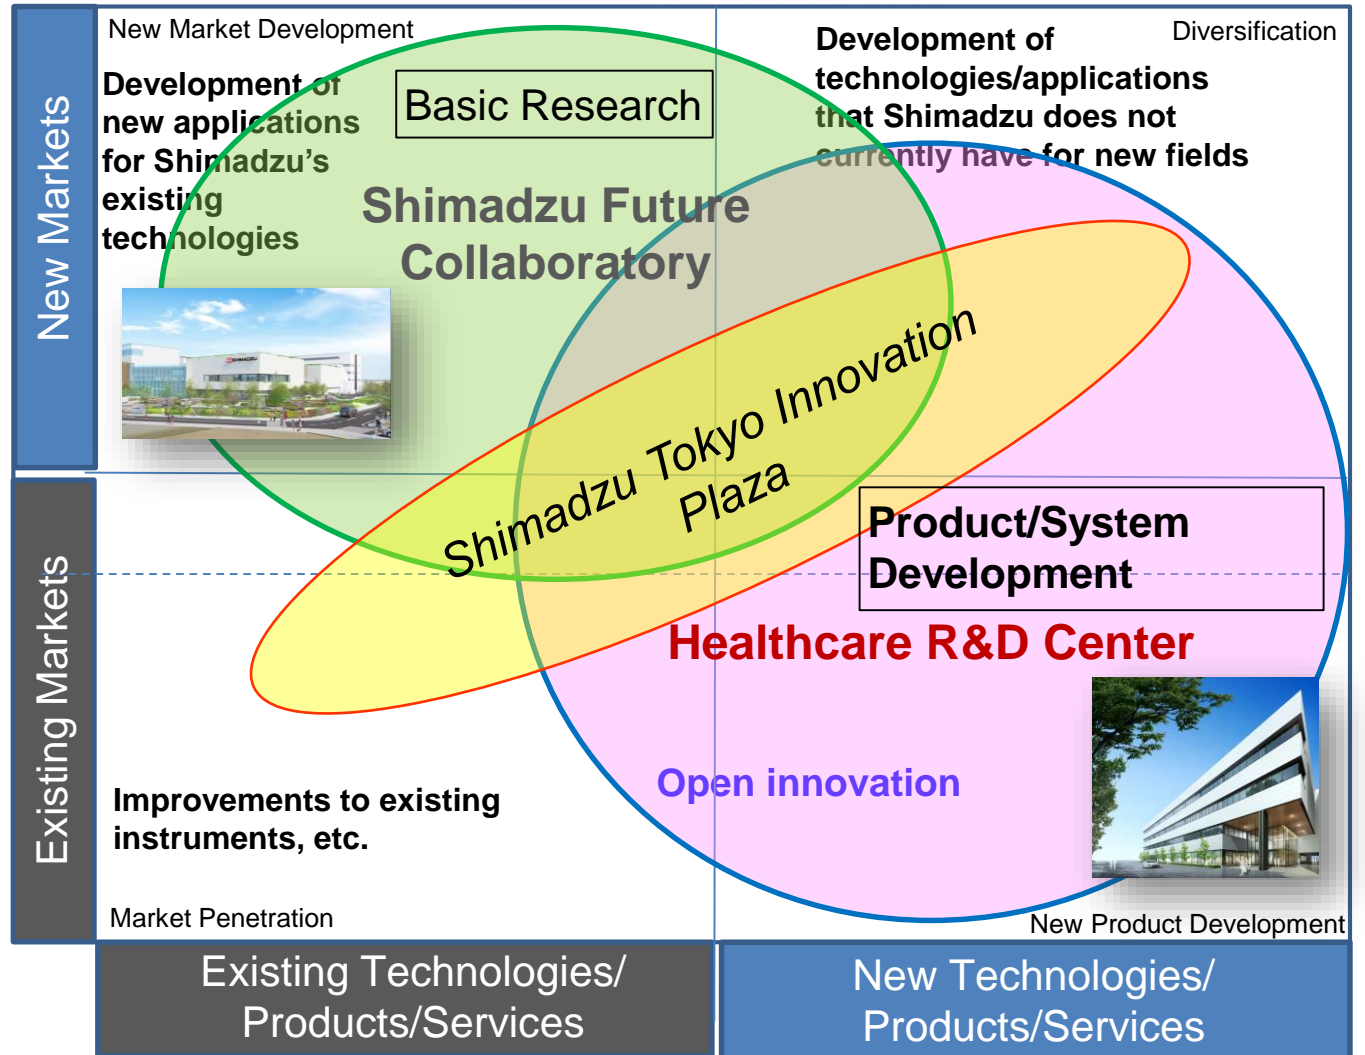 New Market Development
Diversification
Development of
new applications
for Shimadzu's
existing
technologies
Basic Research
Development of
technologies/applications
that Shimadzu does not
currently have for new fields
Shimadzu Future
Collaboratory
SHIMADZU
New Markets
Shimadzu Tokyo Innovation
Plaza
Product/System
Development
Healthcare R&D Center
Open innovation
Existing Markets
Improvements to existing
instruments, etc.
Market Penetration
New Product Development
Existing Technologies/
Products/Services
New Technologies/
Products/Services